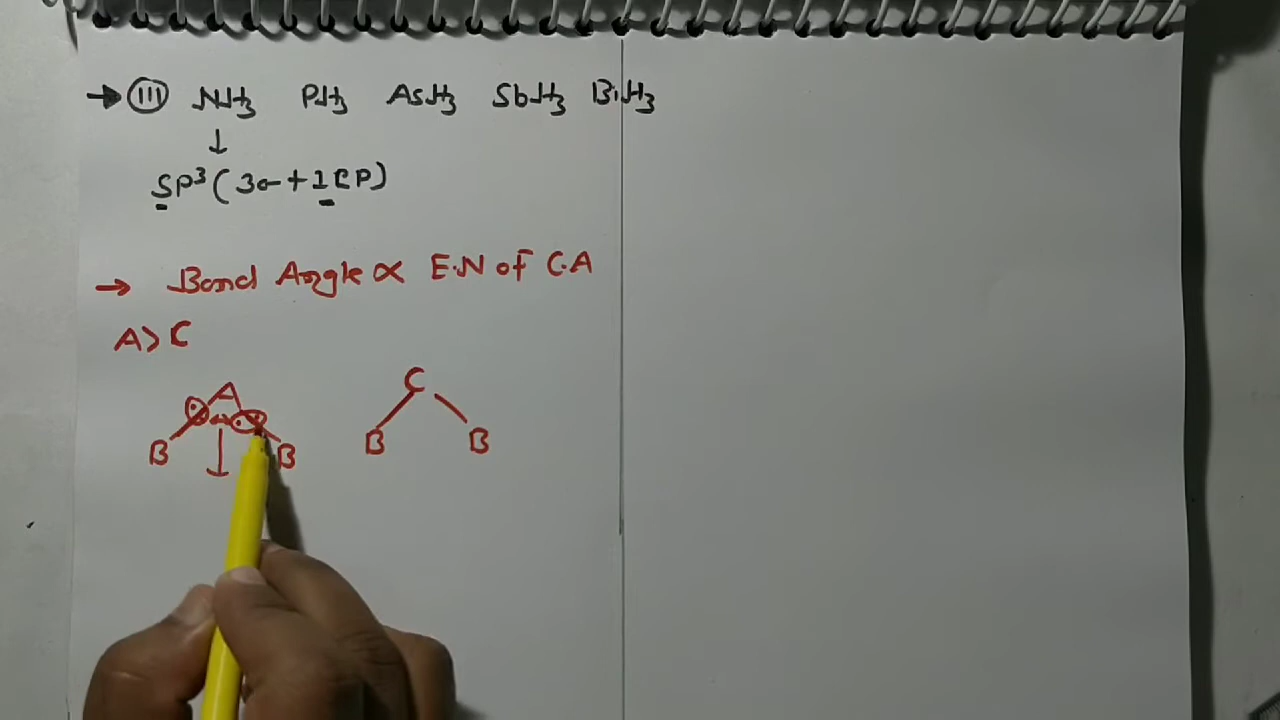 → III NH3 PH3 AsH3 SbH3 BiH3
↓
SP³ (3σ + 1LP)
→ Bond Angle ∝ E.N of C.A
A > C
A C
B B B B